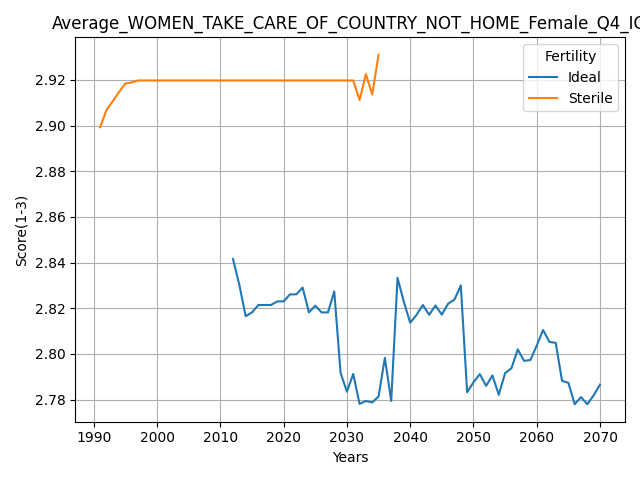 Average_WOMEN_TAKE_CARE_OF_COUNTRY_NOT_HOME_Female_Q4_IC
Fertility
Ideal
Sterile
2.92
2.90
2.88
2.86
2.84
2.82
2.80
2.78
Score(1-3)
1990 2000 2010 2020 2030 2040 2050 2060 2070
Years